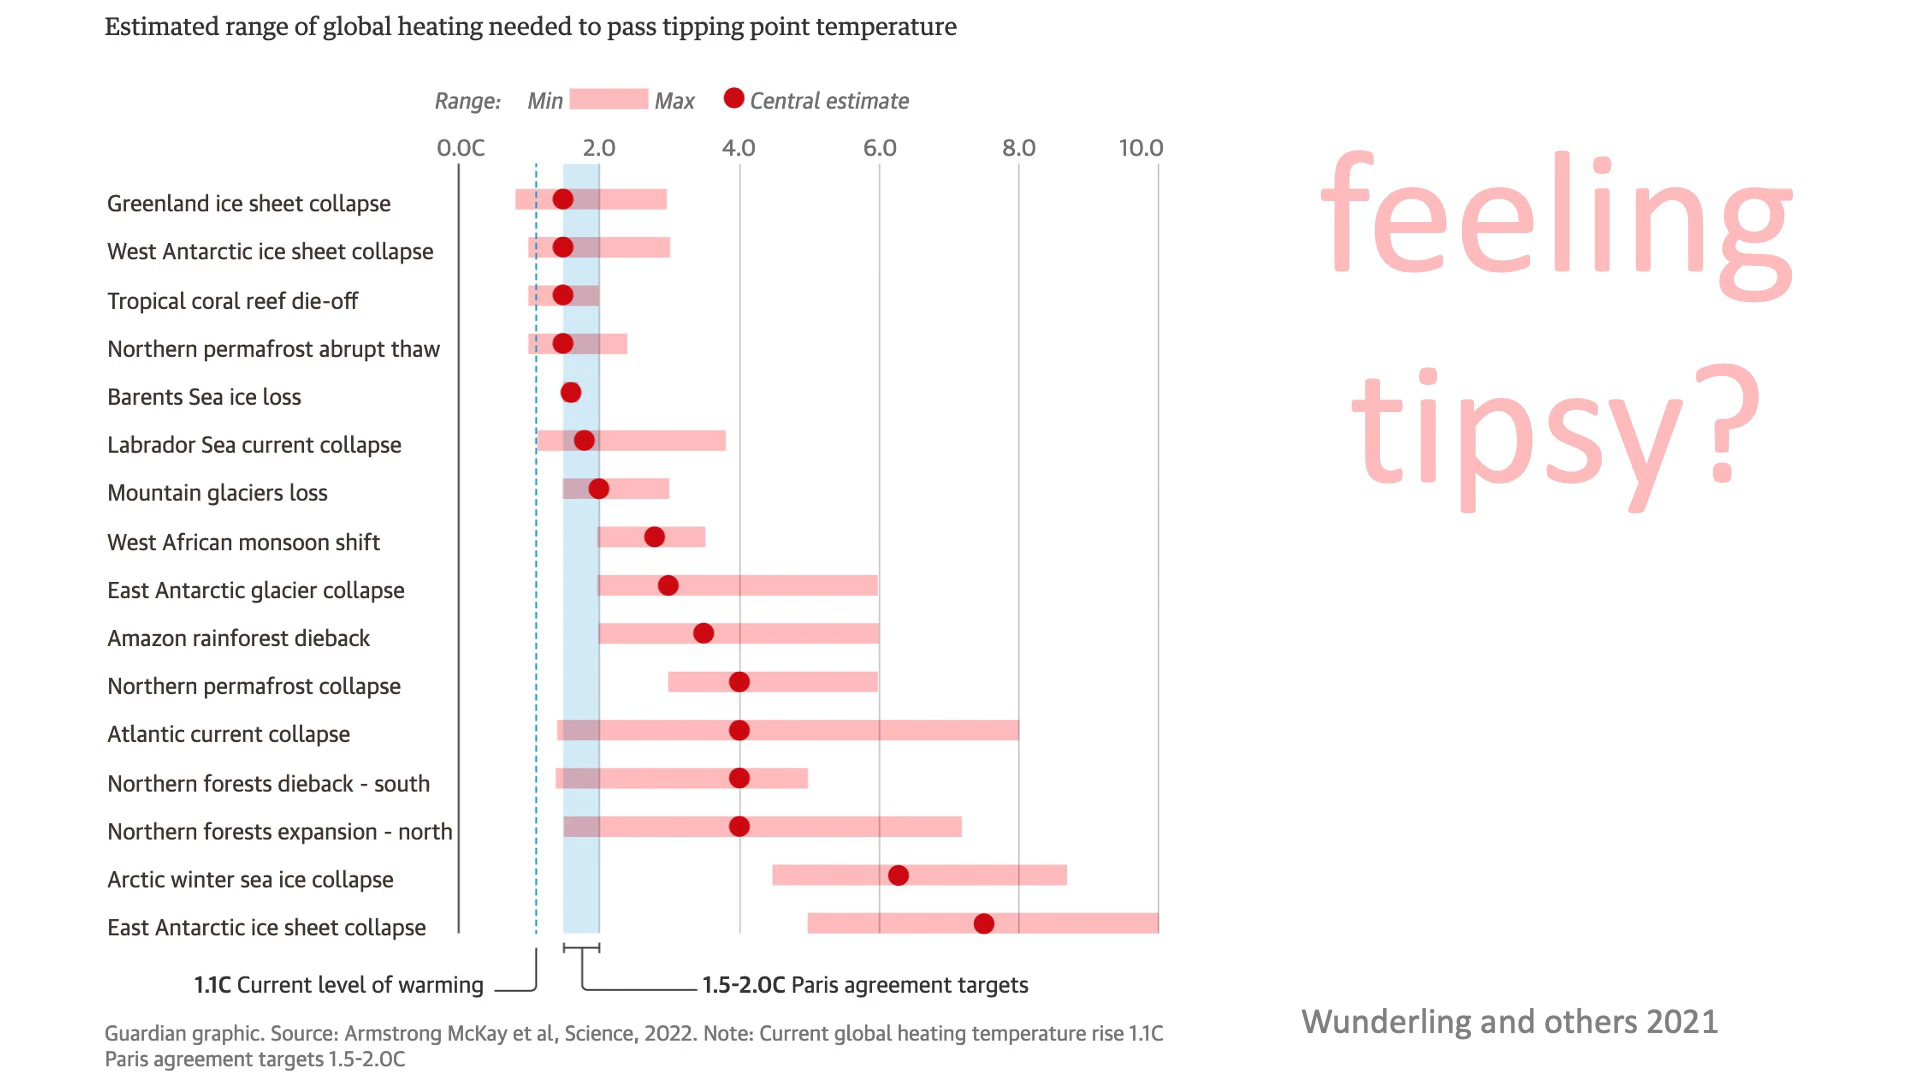 Estimated range of global heating needed to pass tipping point temperature
Range: Min Max Central estimate
0.0C 2.0 4.0 6.0 8.0 10.0
Greenland ice sheet collapse
West Antarctic ice sheet collapse
Tropical coral reef die-off
Northern permafrost abrupt thaw
Barents Sea ice loss
Labrador Sea current collapse
Mountain glaciers loss
West African monsoon shift
East Antarctic glacier collapse
Amazon rainforest dieback
Northern permafrost collapse
Atlantic current collapse
Northern forests dieback - south
Northern forests expansion - north
Arctic winter sea ice collapse
East Antarctic ice sheet collapse
1.1C Current level of warming
1.5-2.0C Paris agreement targets
Guardian graphic. Source: Armstrong McKay et al, Science, 2022. Note: Current global heating temperature rise 1.1C
Paris agreement targets 1.5-2.0C
feeling
tipsy?
Wunderling and others 2021